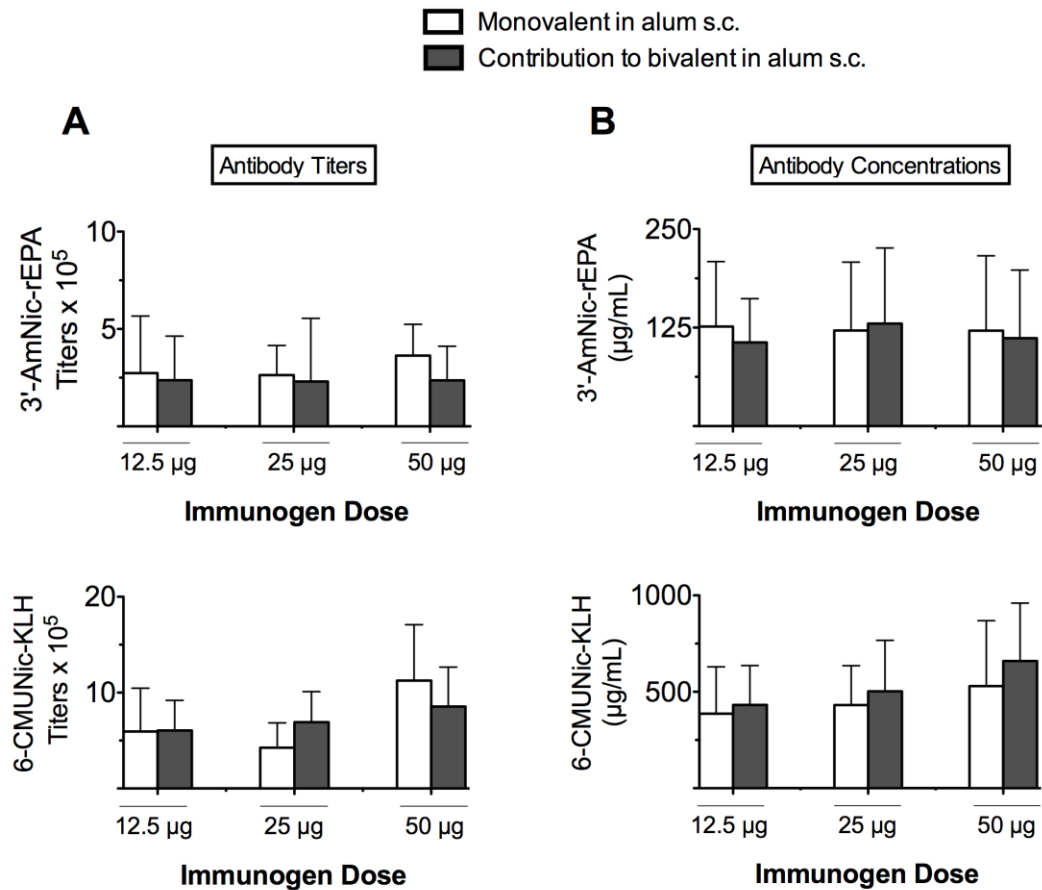 Monovalent in alum s.c.
Contribution to bivalent in alum s.c.
A
Antibody Titers
3'-AmNic-rEPA
Titers x 10⁵
10
5
12.5 µg
25 µg
50 µg
Immunogen Dose
B
Antibody Concentrations
3'-AmNic-rEPA
(µg/mL)
250
125
12.5 µg
25 µg
50 µg
Immunogen Dose
6-CMUNic-KLH
Titers x 10⁵
20
10
12.5 µg
25 µg
50 µg
Immunogen Dose
6-CMUNic-KLH
(µg/mL)
1000
500
12.5 µg
25 µg
50 µg
Immunogen Dose